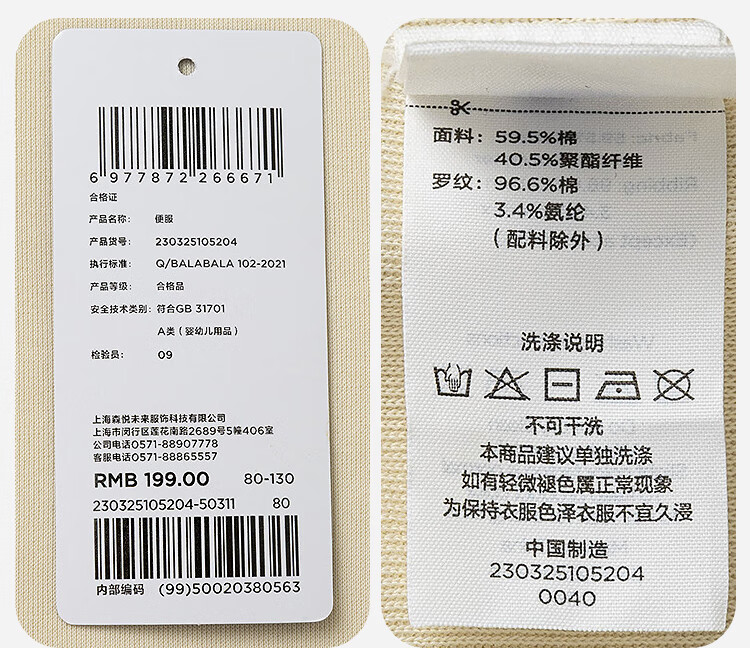 6 977872 266671
合格证
产品名称： 便服
产品货号： 230325105204
执行标准： Q/BALABALA 102-2021
产品等级： 合格品
安全技术类别： 符合GB 31701
A类（婴幼儿用品）
检验员： 09
上海森悦未来服饰科技有限公司
上海市闵行区莲花南路2689号5幢406室
公司电话0571-88907778
客服电话0571-88865557
RMB 199.00 80-130
230325105204-50311 80
内部编码 (99)50020380563
面料：59.5%棉
40.5%聚酯纤维
罗纹：96.6%棉
3.4%氨纶
（配料除外）
洗涤说明
不可干洗
本商品建议单独洗涤
如有轻微褪色属正常现象
为保持衣服色泽衣服不宜久浸
中国制造
230325105204
0040